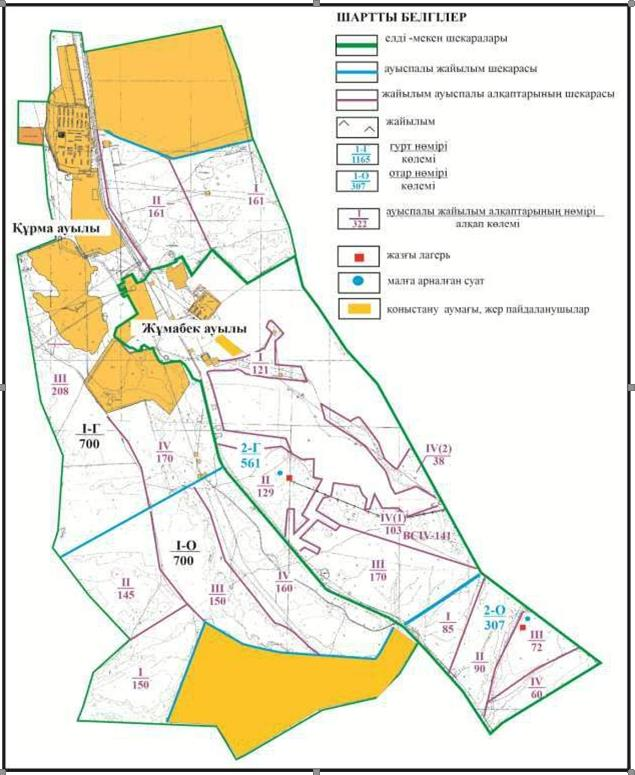 ШАРТТЫ БЕЛГІЛЕР
елді -мекен шекаралары
ауыспалы жайылым шекарасы
жайылым ауыспалы алқаптарының шекарасы
жайылым
1-Г
1165
гурт нөмірі
көлемі
1-О
307
отар нөмірі
көлемі
I
322
ауыспалы жайылым алқаптарының нөмірі
алқап көлемі
жазғы лагерь
малға арналған суат
қоныстану аумағы, жер пайдаланушылар
I
161
II
161
Құрма ауылы
Жұмабек ауылы
I
121
III
208
I-Г
700
IV
170
2-Г
561
II
129
IV(2)
38
IV(1)
103
ВСIV-141
I-О
700
III
170
II
145
III
150
IV
160
I
85
2-О
307
III
72
II
90
IV
60
I
150